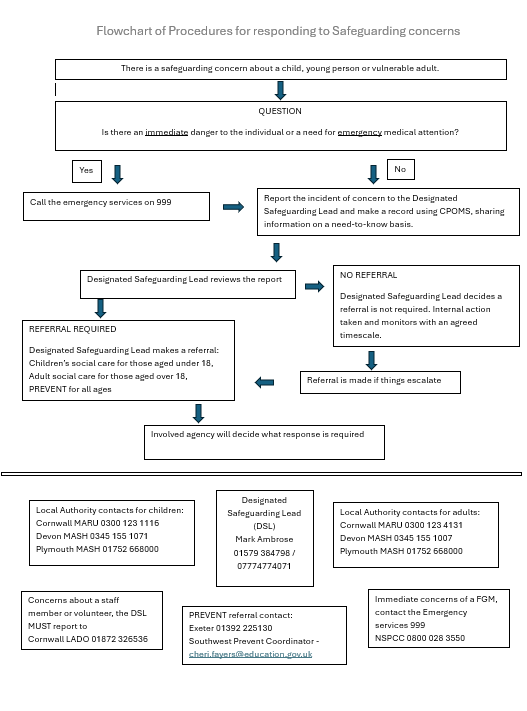 Flowchart of Procedures for responding to Safeguarding concerns
There is a safeguarding concern about a child, young person or vulnerable adult.
QUESTION
Is there an immediate danger to the individual or a need for emergency medical attention?
Yes
No
Call the emergency services on 999
Report the incident of concern to the Designated
Safeguarding Lead and make a record using CPOMS, sharing
information on a need-to-know basis.
Designated Safeguarding Lead reviews the report
NO REFERRAL
Designated Safeguarding Lead decides a
referral is not required. Internal action
taken and monitors with an agreed
timescale.
REFERRAL REQUIRED
Designated Safeguarding Lead makes a referral:
Children's social care for those aged under 18,
Adult social care for those aged over 18,
PREVENT for all ages
Referral is made if things escalate
Involved agency will decide what response is required
Local Authority contacts for children:
Cornwall MARU 0300 123 1116
Devon MASH 0345 155 1071
Plymouth MASH 01752 668000
Designated
Safeguarding Lead
(DSL)
Mark Ambrose
01579 384798 /
07774774071
Local Authority contacts for adults:
Cornwall MARU 0300 123 4131
Devon MASH 0345 155 1007
Plymouth MASH 01752 668000
Concerns about a staff
member or volunteer, the DSL
MUST report to
Cornwall LADO 01872 326536
PREVENT referral contact:
Exeter 01392 225130
Southwest Prevent Coordinator -
cheri.fayers@education.gov.uk
Immediate concerns of a FGM,
contact the Emergency
services 999
NSPCC 0800 028 3550